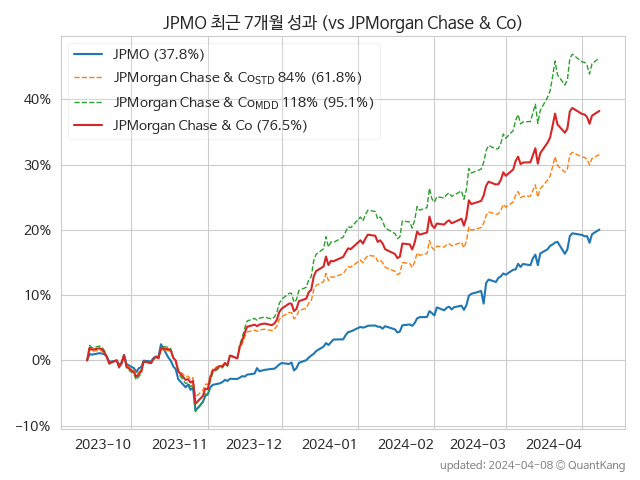 JPMO 최근 7개월 성과 (vs JPMorgan Chase & Co)
JPMO (37.8%)
JPMorgan Chase & CoSTD 84% (61.8%)
JPMorgan Chase & CoMDD 118% (95.1%)
JPMorgan Chase & Co (76.5%)
40%
30%
20%
10%
0%
−10%
2023-10
2023-11
2023-12
2024-01
2024-02
2024-03
2024-04
updated: 2024-04-08 © QuantKang